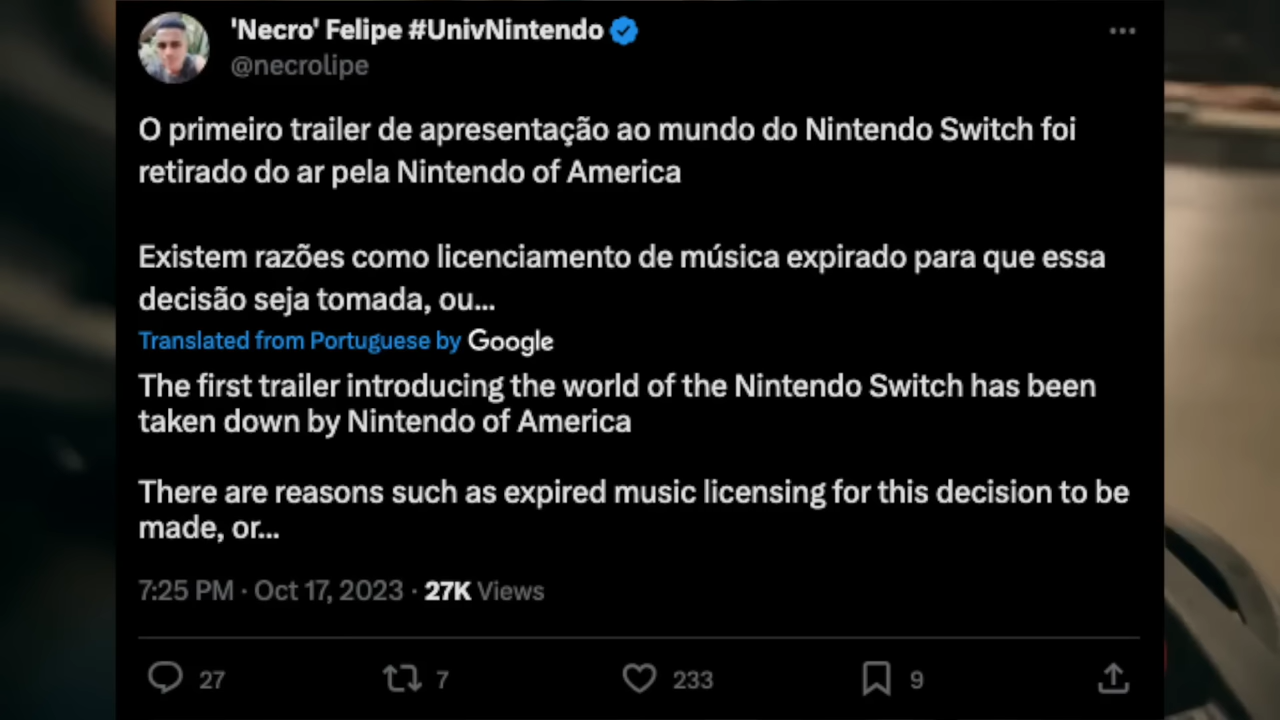 'Necro' Felipe #UnivNintendo
@necrolipe
O primeiro trailer de apresentação ao mundo do Nintendo Switch foi
retirado do ar pela Nintendo of America
Existem razões como licenciamento de música expirado para que essa
decisão seja tomada, ou...
Translated from Portuguese by Google
The first trailer introducing the world of the Nintendo Switch has been
taken down by Nintendo of America
There are reasons such as expired music licensing for this decision to be
made, or...
7:25 PM · Oct 17, 2023 · 27K Views
27 7 233 9